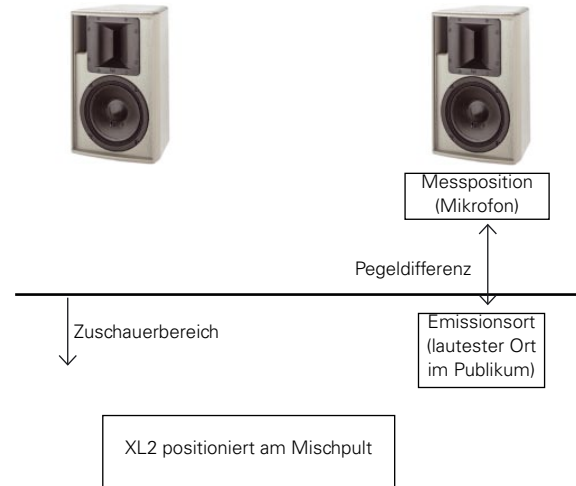 Messposition
(Mikrofon)
Pegeldifferenz
Zuschauerbereich
Emissionsort
(lautester Ort
im Publikum)
XL2 positioniert am Mischpult